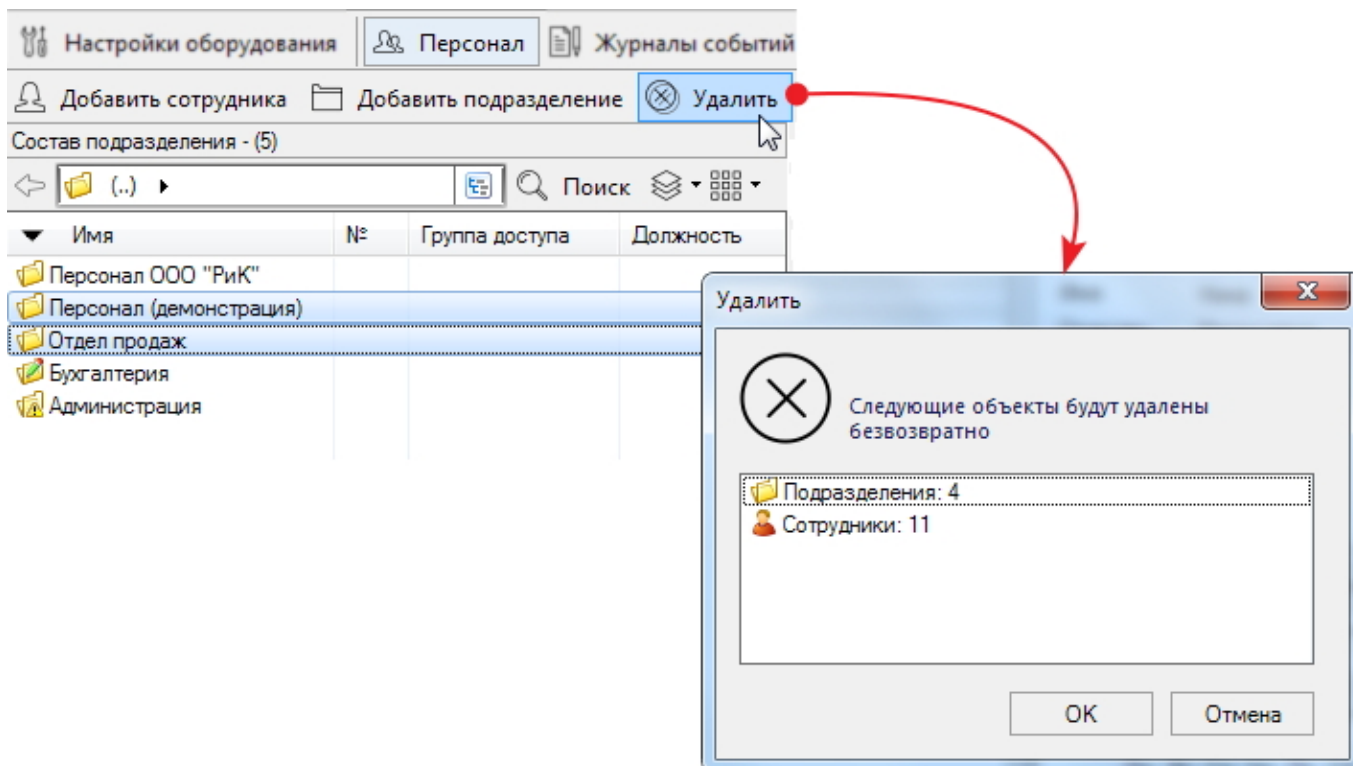 Настройки оборудования Персонал Журналы событий
Добавить сотрудника Добавить подразделение Удалить
Состав подразделения - (5)
(..) Поиск
Имя № Группа доступа Должность
Персонал ООО "РиК"
Персонал (демонстрация)
Отдел продаж
Бухгалтерия
Администрация
Удалить
Следующие объекты будут удалены
безвозвратно
Подразделения: 4
Сотрудники: 11
OK Отмена